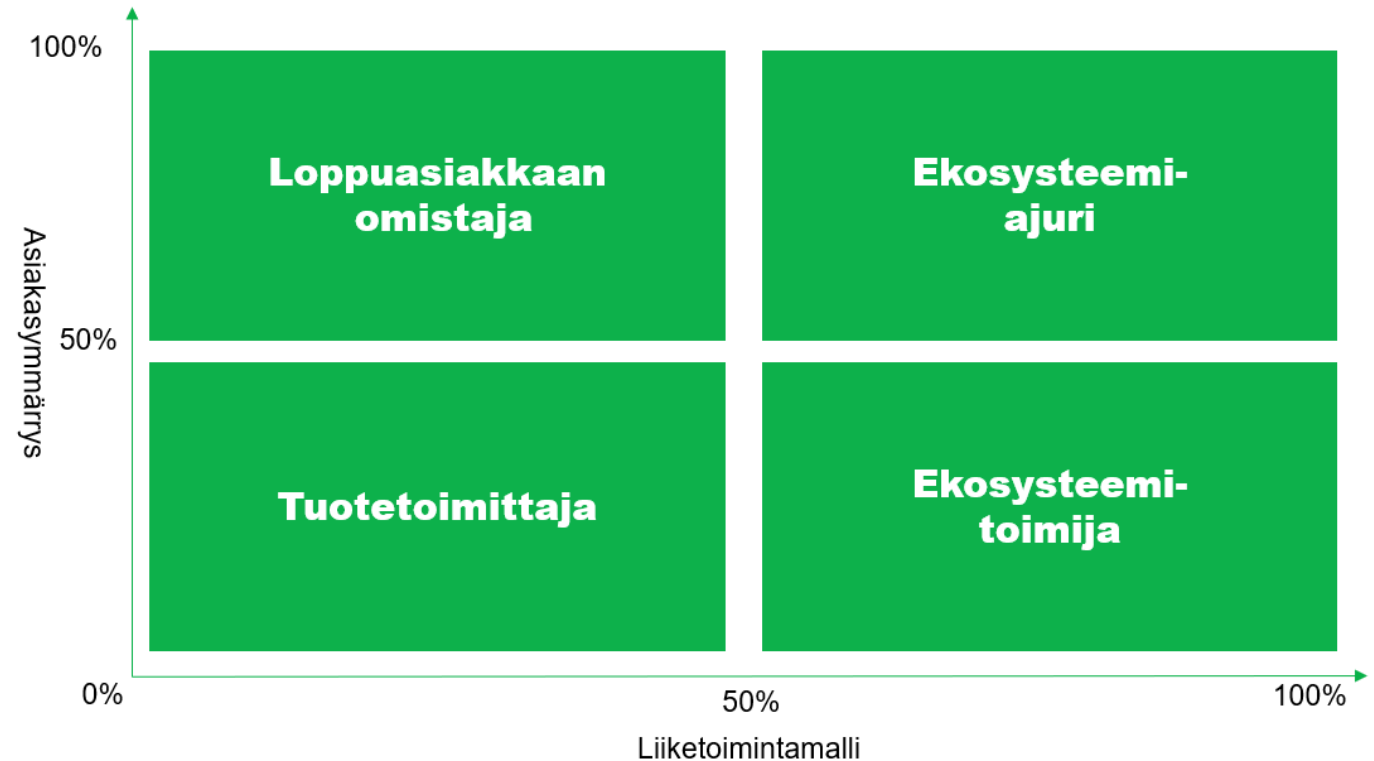 100%
Loppuasiakkaan
omistaja
Ekosysteemi-
ajuri
Asiakasymmärrys
50%
Tuotetoimittaja
Ekosysteemi-
toimija
0%
50%
100%
Liiketoimintamalli